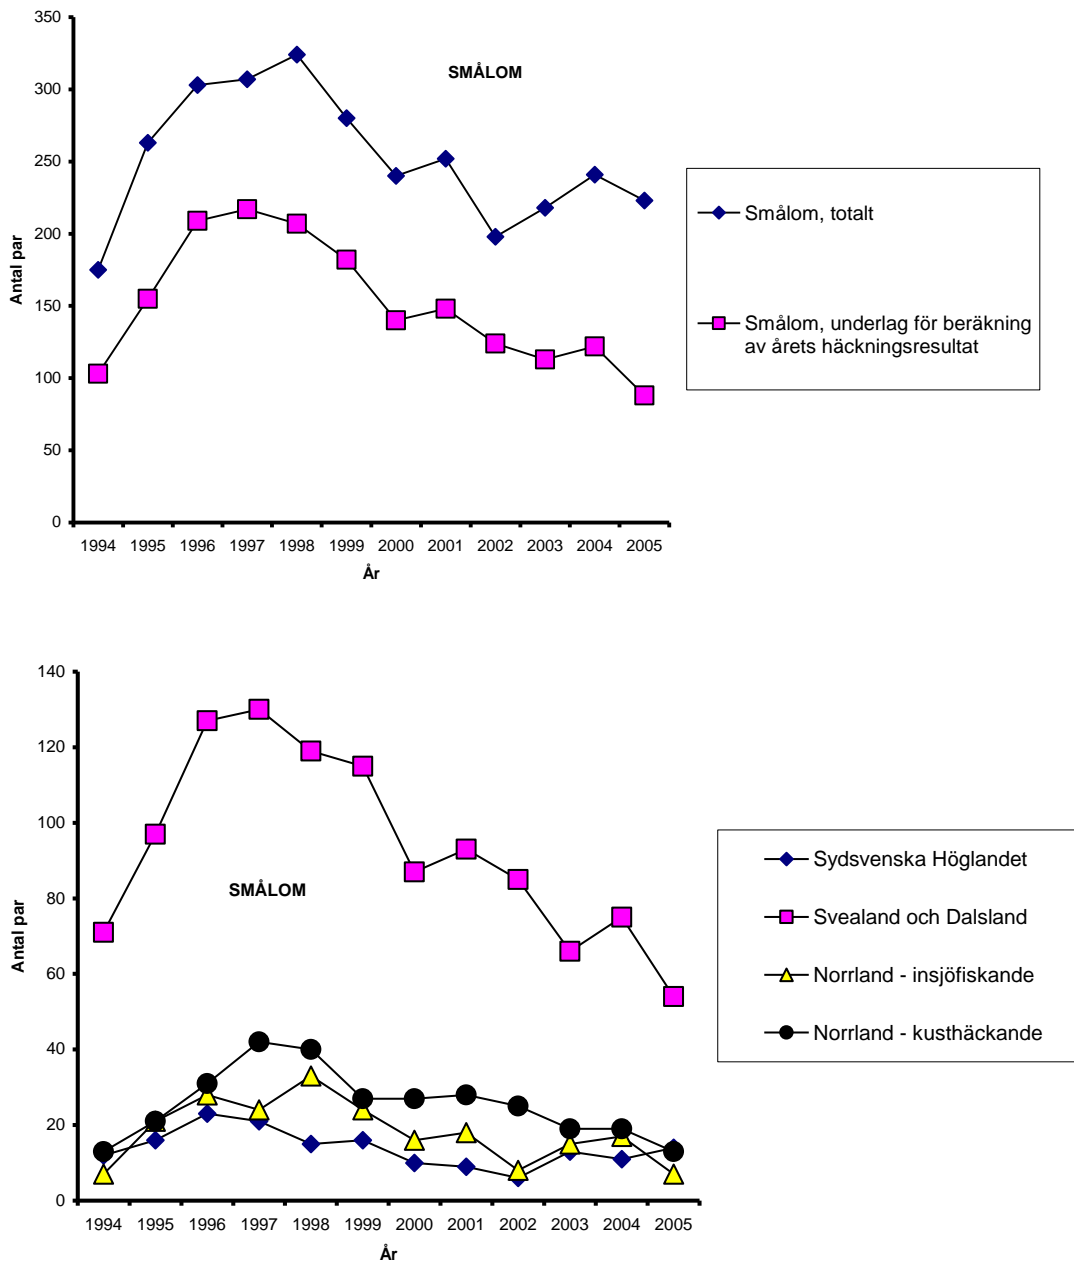 350
300
250
200
150
100
50
0
Antal par
SMÅLOM
1994 1995 1996 1997 1998 1999 2000 2001 2002 2003 2004 2005
År
Smålom, totalt
Smålom, underlag för beräkning
av årets häckningsresultat
140
120
100
80
60
40
20
0
Antal par
SMÅLOM
1994 1995 1996 1997 1998 1999 2000 2001 2002 2003 2004 2005
År
Sydsvenska Höglandet
Svealand och Dalsland
Norrland - insjöfiskande
Norrland - kusthäckande